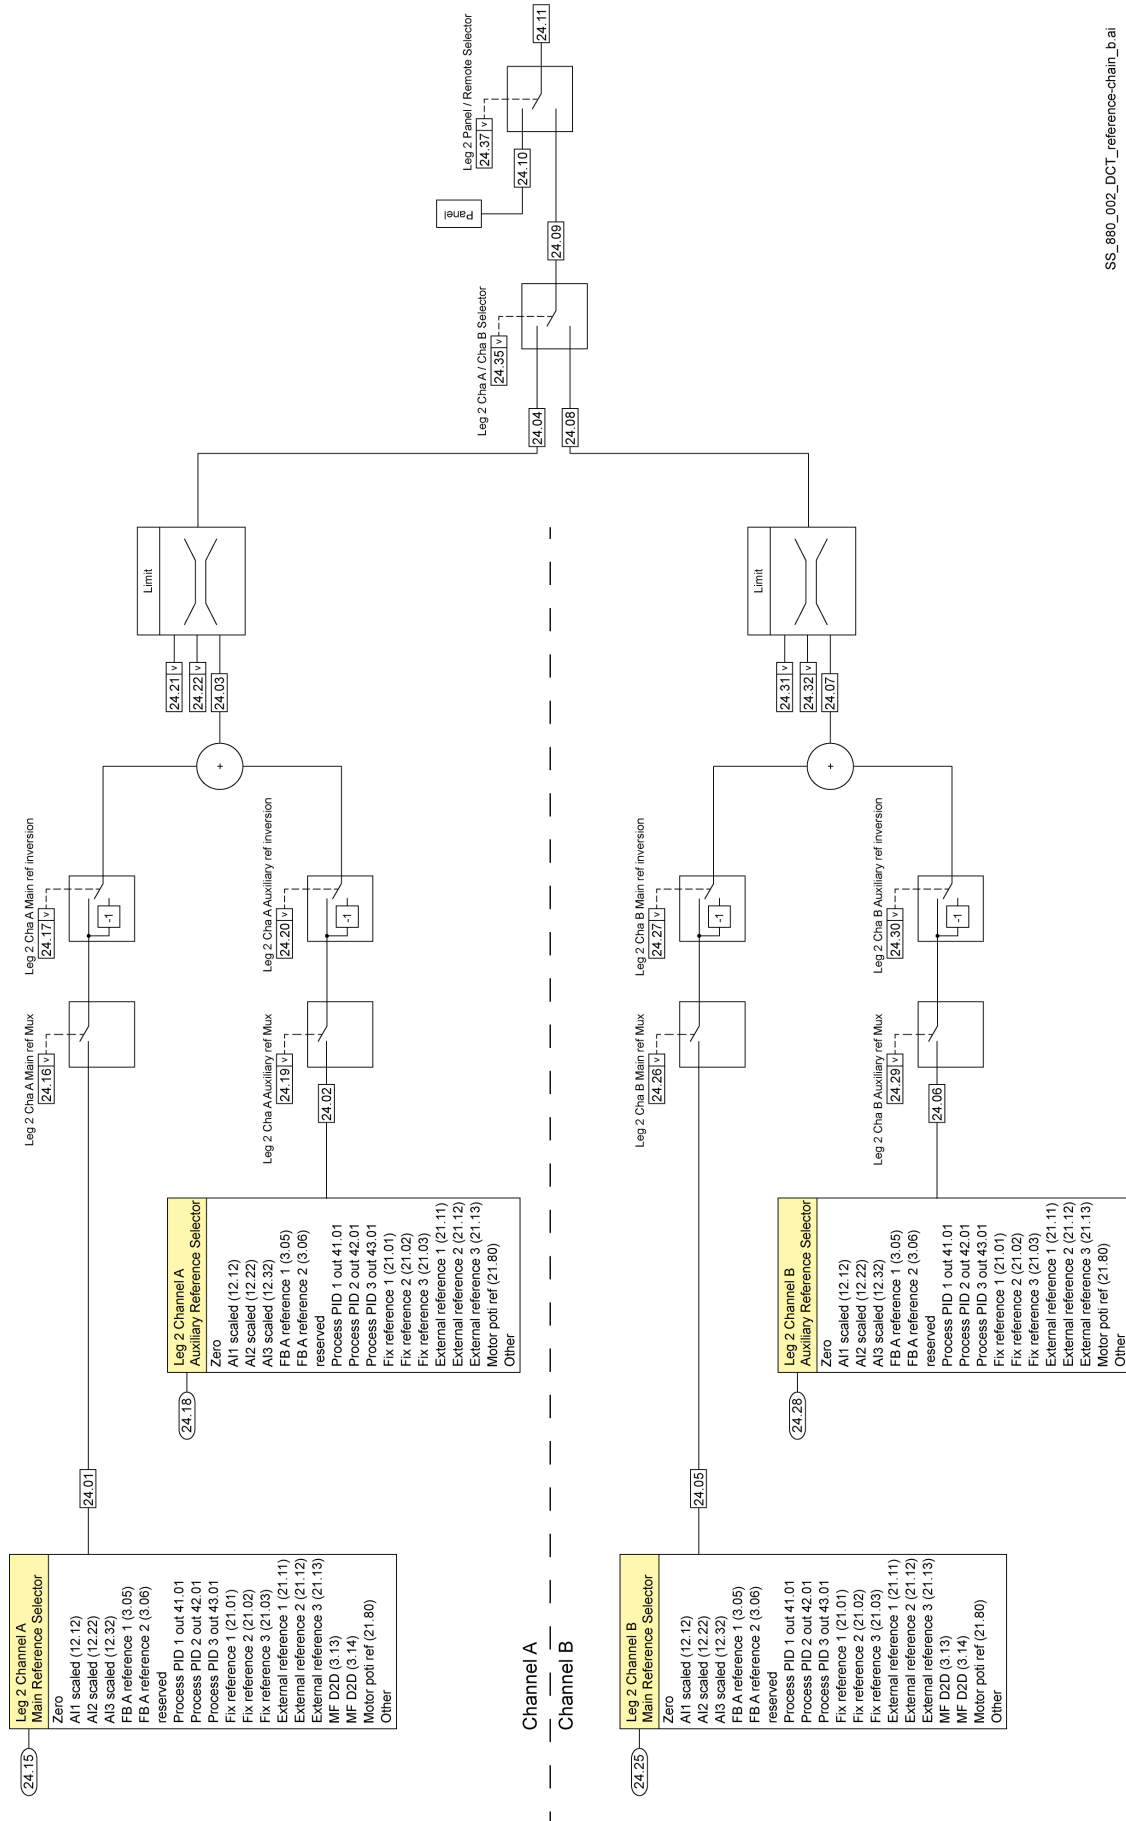 24.15
Leg 2 Channel A
Main Reference Selector
Zero
AI1 scaled (12.12)
AI2 scaled (12.22)
AI3 scaled (12.32)
FB A reference 1 (3.05)
FB A reference 2 (3.06)
reserved
Process PID 1 out 41.01
Process PID 2 out 42.01
Process PID 3 out 43.01
Fix reference 1 (21.01)
Fix reference 2 (21.02)
Fix reference 3 (21.03)
External reference 1 (21.11)
External reference 2 (21.12)
External reference 3 (21.13)
MF D2D (3.13)
MF D2D (3.14)
Motor poti ref (21.80)
Other
24.01
24.18
Leg 2 Channel A
Auxiliary Reference Selector
Zero
AI1 scaled (12.12)
AI2 scaled (12.22)
AI3 scaled (12.32)
FB A reference 1 (3.05)
FB A reference 2 (3.06)
reserved
Process PID 1 out 41.01
Process PID 2 out 42.01
Process PID 3 out 43.01
Fix reference 1 (21.01)
Fix reference 2 (21.02)
Fix reference 3 (21.03)
External reference 1 (21.11)
External reference 2 (21.12)
External reference 3 (21.13)
Motor poti ref (21.80)
Other
Leg 2 Cha A Main ref Mux
24.16 v
Leg 2 Cha A Main ref inversion
24.17 v
-1
Leg 2 Cha A Auxiliary ref Mux
24.19 v
24.02
Leg 2 Cha A Auxiliary ref inversion
24.20 v
-1
+
24.21 v
24.22 v
24.03
Limit
Channel A
Channel B
24.25
Leg 2 Channel B
Main Reference Selector
Zero
AI1 scaled (12.12)
AI2 scaled (12.22)
AI3 scaled (12.32)
FB A reference 1 (3.05)
FB A reference 2 (3.06)
reserved
Process PID 1 out 41.01
Process PID 2 out 42.01
Process PID 3 out 43.01
Fix reference 1 (21.01)
Fix reference 2 (21.02)
Fix reference 3 (21.03)
External reference 1 (21.11)
External reference 2 (21.12)
External reference 3 (21.13)
MF D2D (3.13)
MF D2D (3.14)
Motor poti ref (21.80)
Other
24.05
24.28
Leg 2 Channel B
Auxiliary Reference Selector
Zero
AI1 scaled (12.12)
AI2 scaled (12.22)
AI3 scaled (12.32)
FB A reference 1 (3.05)
FB A reference 2 (3.06)
reserved
Process PID 1 out 41.01
Process PID 2 out 42.01
Process PID 3 out 43.01
Fix reference 1 (21.01)
Fix reference 2 (21.02)
Fix reference 3 (21.03)
External reference 1 (21.11)
External reference 2 (21.12)
External reference 3 (21.13)
Motor poti ref (21.80)
Other
Leg 2 Cha B Main ref Mux
24.26 v
Leg 2 Cha B Main ref inversion
24.27 v
-1
Leg 2 Cha B Auxiliary ref Mux
24.29 v
24.06
Leg 2 Cha B Auxiliary ref inversion
24.30 v
-1
+
24.31 v
24.32 v
24.07
Limit
24.04
24.08
Leg 2 Cha A / Cha B Selector
24.35 v
24.09
Panel
24.10
Leg 2 Panel / Remote Selector
24.37 v
24.11
SS_880_002_DCT_reference-chain_b.ai